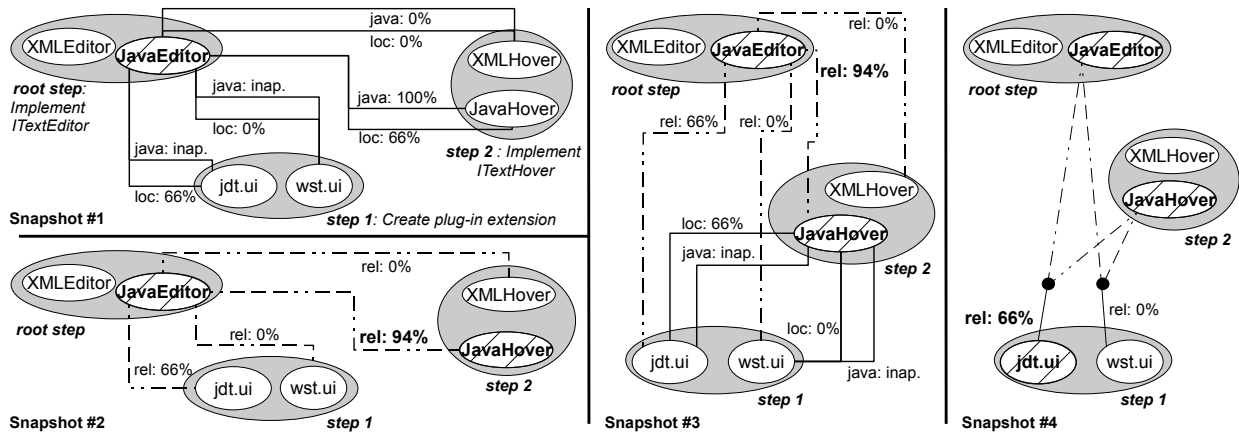 java: 0%
loc: 0%
XMLEditor
JavaEditor
XMLHover
root step:
Implement
ITextEditor
java: inap.
java: 100%
JavaHover
loc: 0%
loc: 66%
java: inap.
step 2 : Implement
ITextHover
jdt.ui
wst.ui
loc: 66%
Snapshot #1
step 1: Create plug-in extension
rel: 0%
XMLEditor
JavaEditor
XMLHover
root step
rel: 0%
rel: 94%
JavaHover
rel: 66%
jdt.ui
wst.ui
step 2
step 1
Snapshot #2
rel: 0%
XMLEditor
JavaEditor
rel: 94%
root step
rel: 66%
rel: 0%
XMLHover
loc: 66%
JavaHover
java: inap.
step 2
loc: 0%
jdt.ui
wst.ui
java: inap.
step 1
Snapshot #3
XMLEditor
JavaEditor
root step
XMLHover
JavaHover
step 2
rel: 66%
rel: 0%
jdt.ui
wst.ui
step 1
Snapshot #4